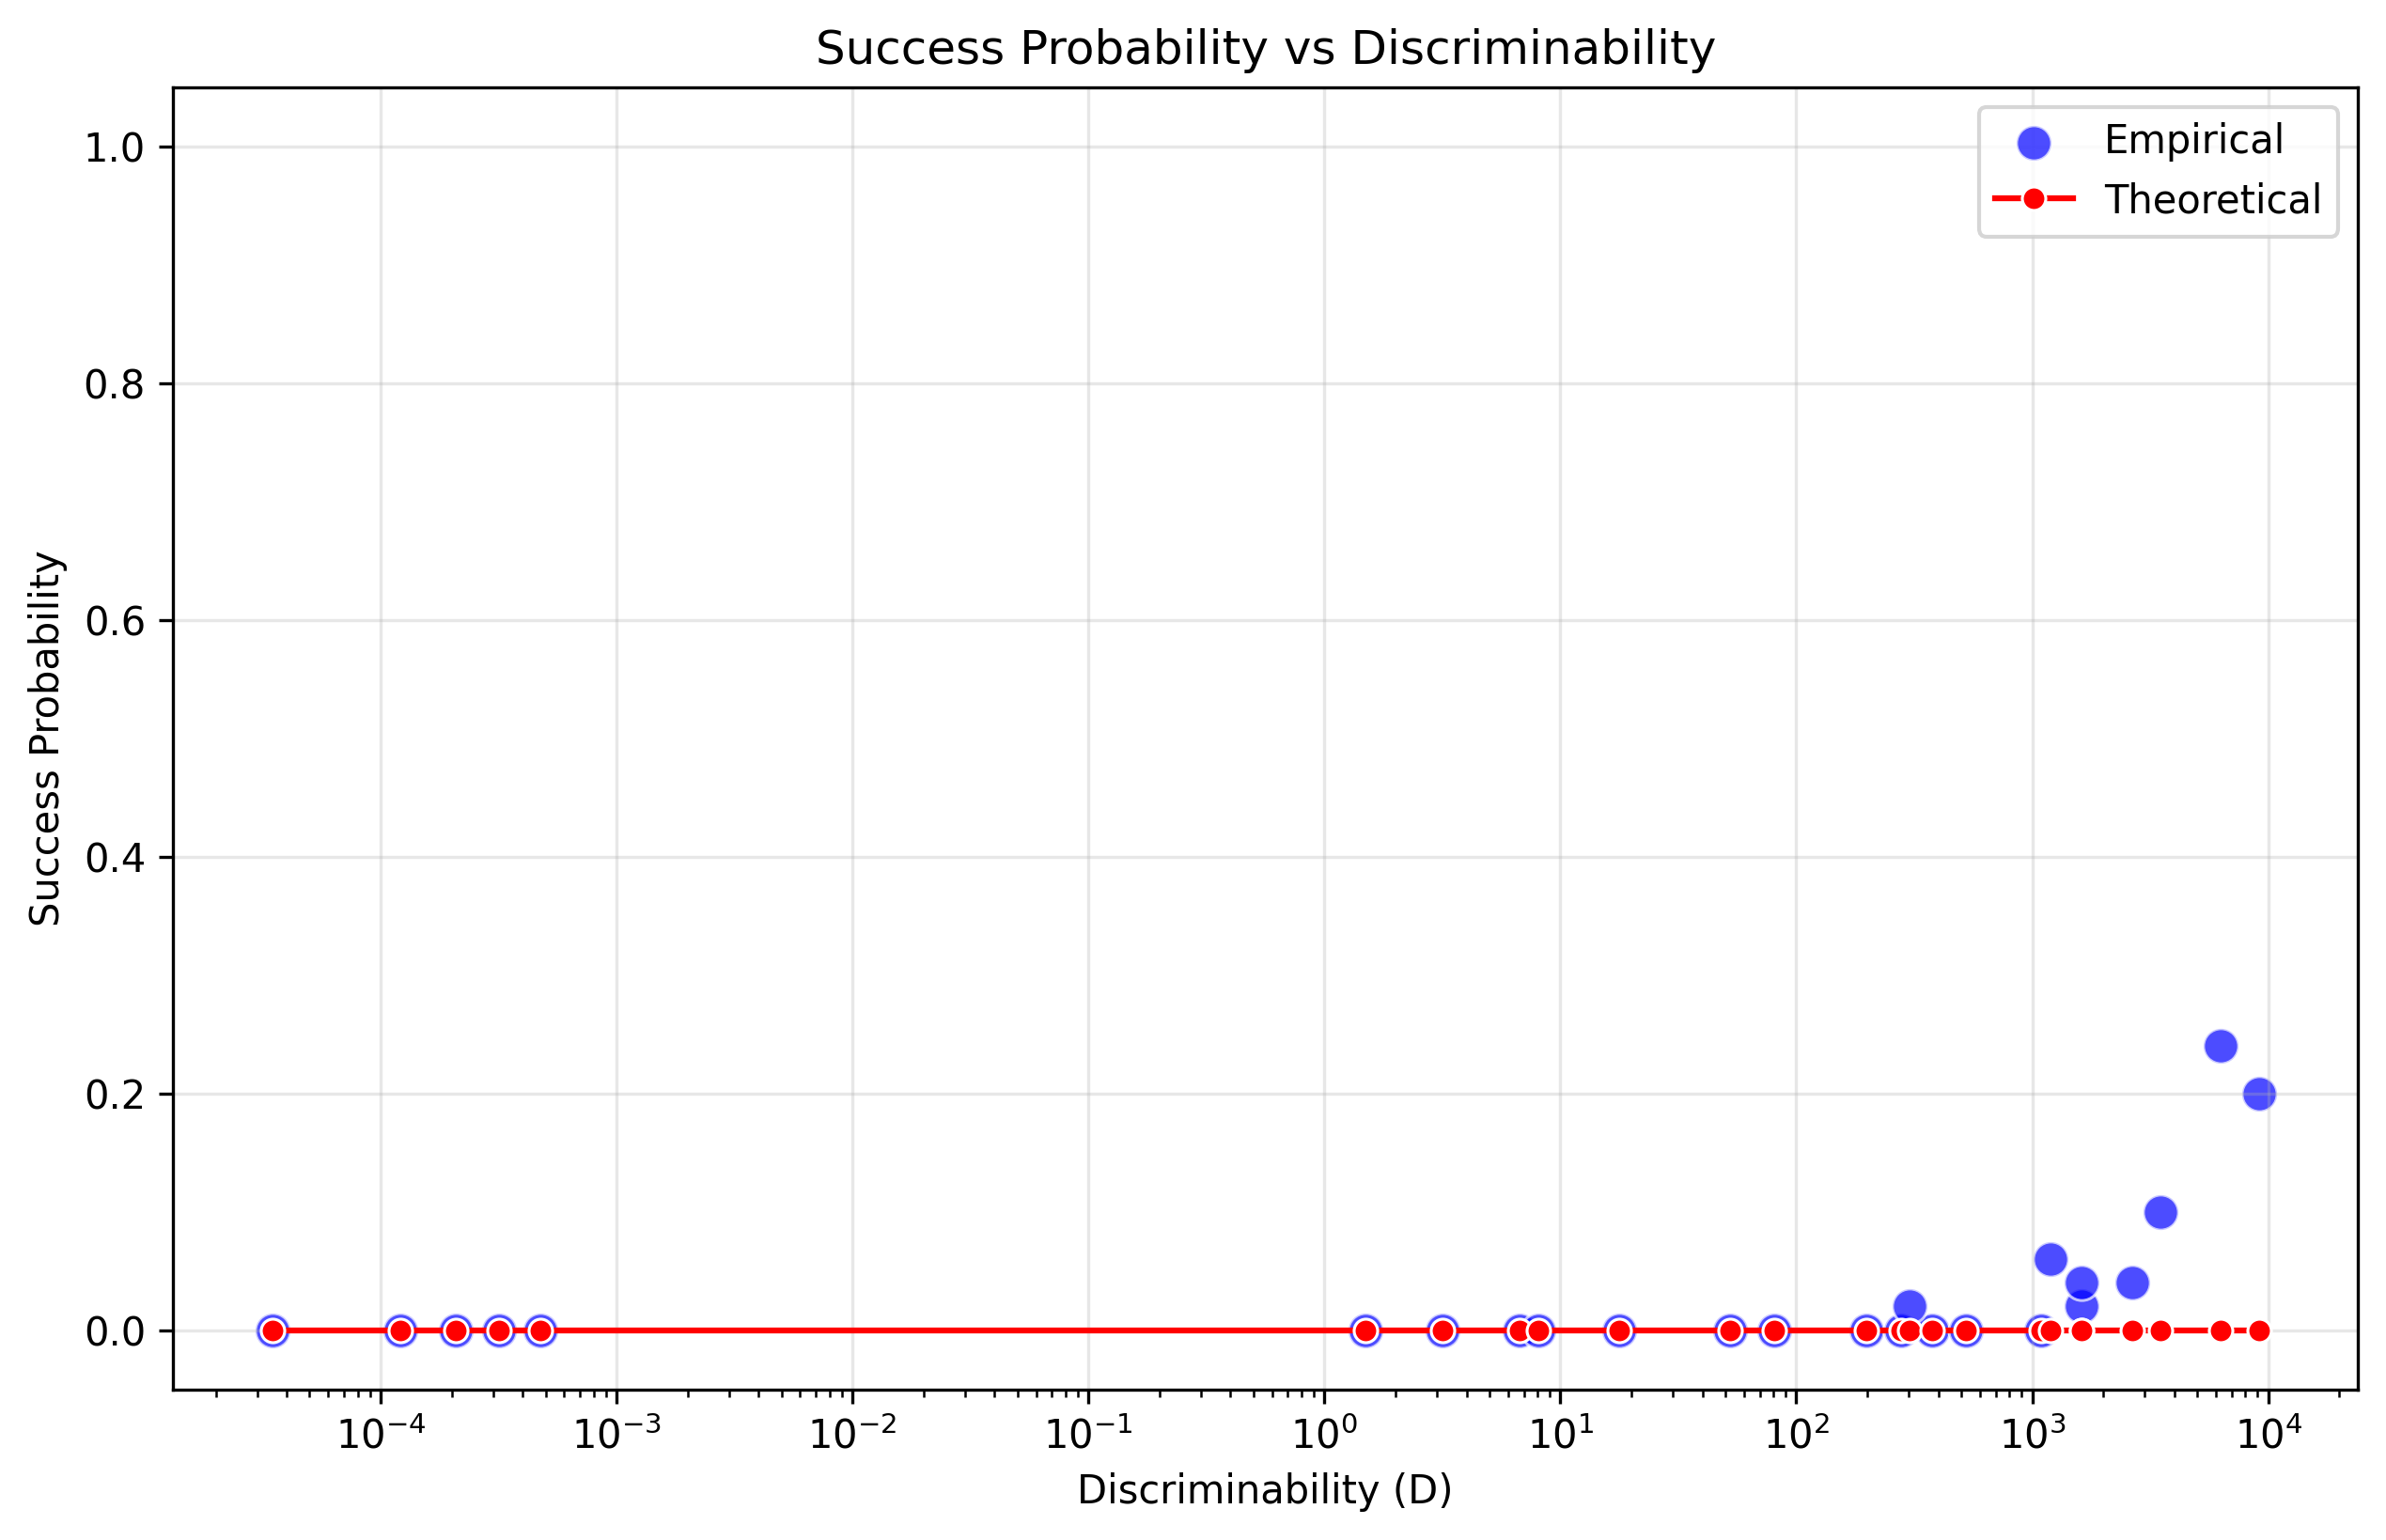 Success Probability vs Discriminability
Empirical
Theoretical
Success Probability
1.0
0.8
0.6
0.4
0.2
0.0
10⁻⁴ 10⁻³ 10⁻² 10⁻¹ 10⁰ 10¹ 10² 10³ 10⁴
Discriminability (D)